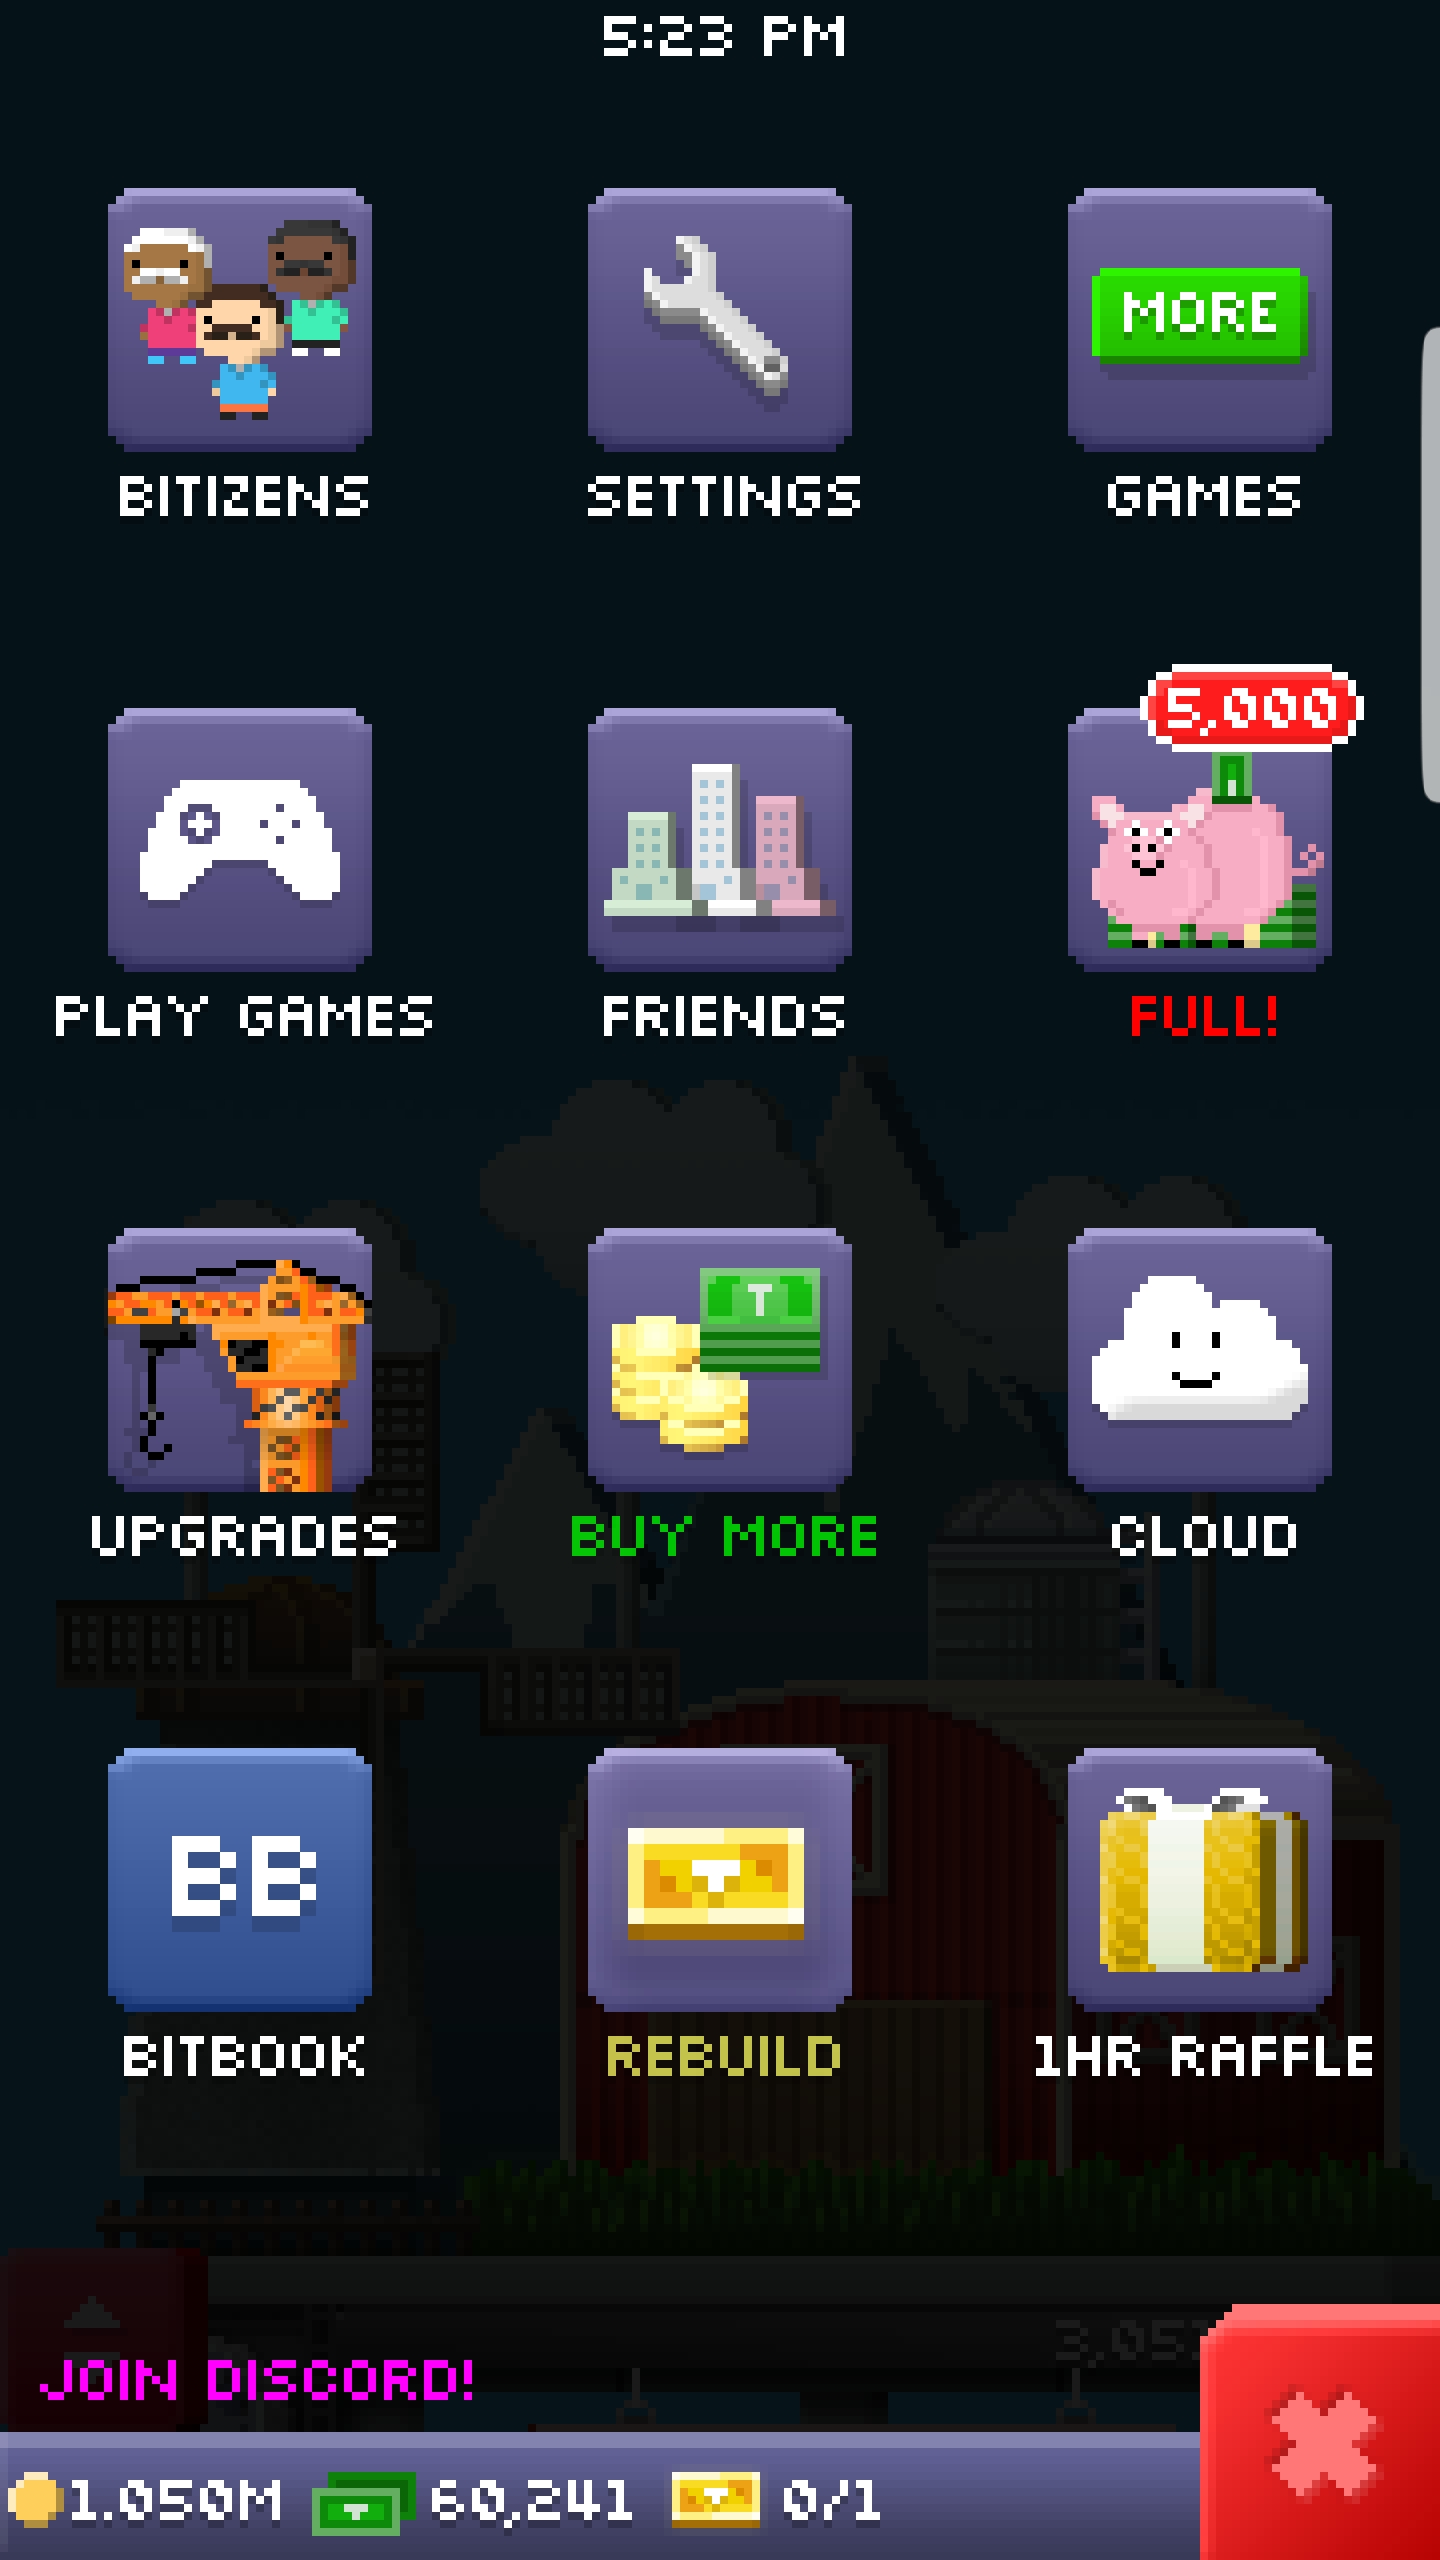 5:23 PM
MORE
BITIZENS
SETTINGS
GAMES
5,000
PLAY GAMES
FRIENDS
FULL!
T
UPGRADES
BUY MORE
CLOUD
BB
BITBOOK
REBUILD
1HR RAFFLE
JOIN DISCORD!
1.050M
60,241
0/1